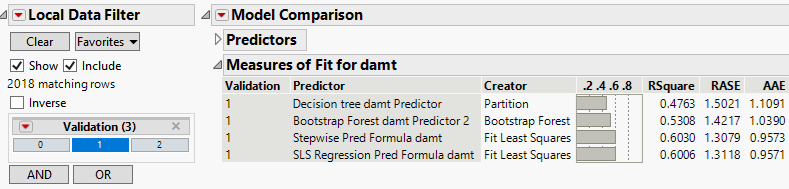 Local Data Filter
Clear Favorites
Show Include
2018 matching rows
Inverse
Validation (3)
0 1 2
AND OR
Model Comparison
Predictors
Measures of Fit for damt
Validation Predictor Creator .2 .4 .6 .8 RSquare RASE AAE
1 Decision tree damt Predictor Partition 0.4763 1.5021 1.1091
1 Bootstrap Forest damt Predictor 2 Bootstrap Forest 0.5308 1.4217 1.0390
1 Stepwise Pred Formula damt Fit Least Squares 0.6030 1.3079 0.9573
1 SLS Regression Pred Formula damt Fit Least Squares 0.6006 1.3118 0.9571